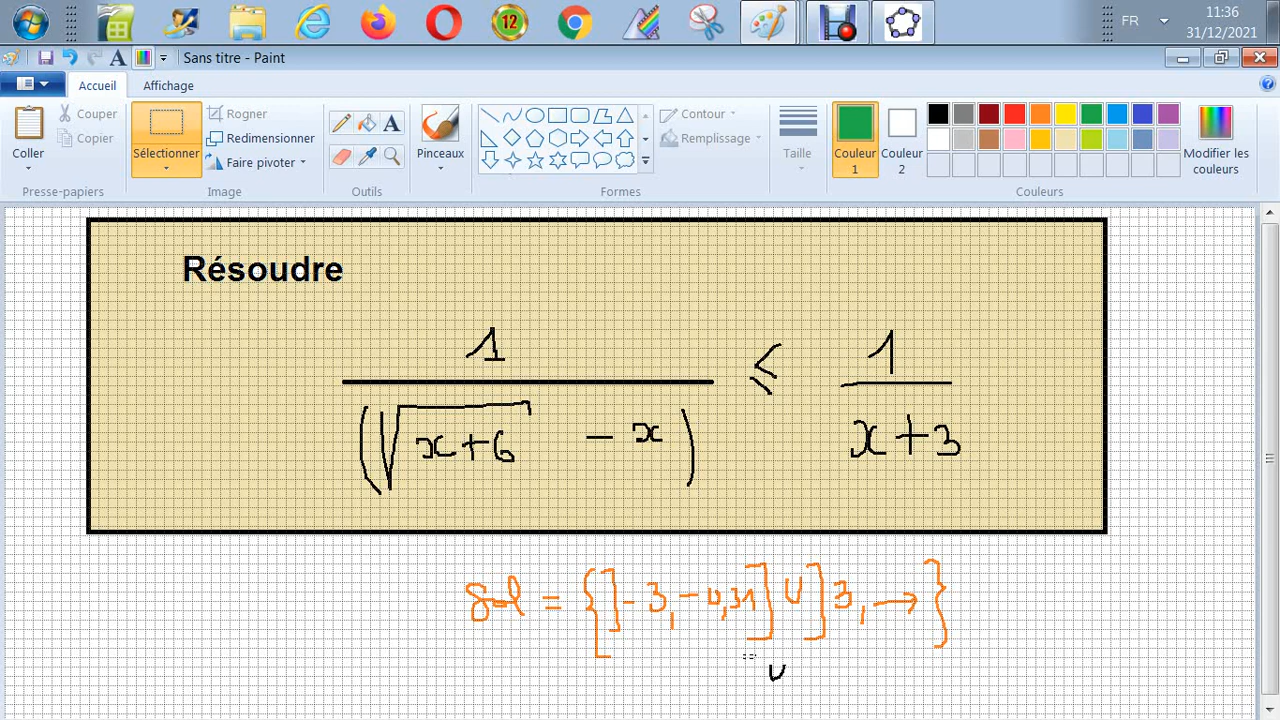 12
FR
11:36
31/12/2021
Sans titre - Paint
Accueil
Affichage
Coller
Couper
Copier
Presse-papiers
Sélectionner
Rogner
Redimensionner
Faire pivoter
Image
Outils
Pinceaux
Formes
Contour
Remplissage
Taille
Couleur 1
Couleur 2
Modifier les couleurs
Couleurs
Résoudre
1 / (√(x+6) - x) ⩽ 1 / x+3
Sol = {]-3,-0,31]U]3,→}
U